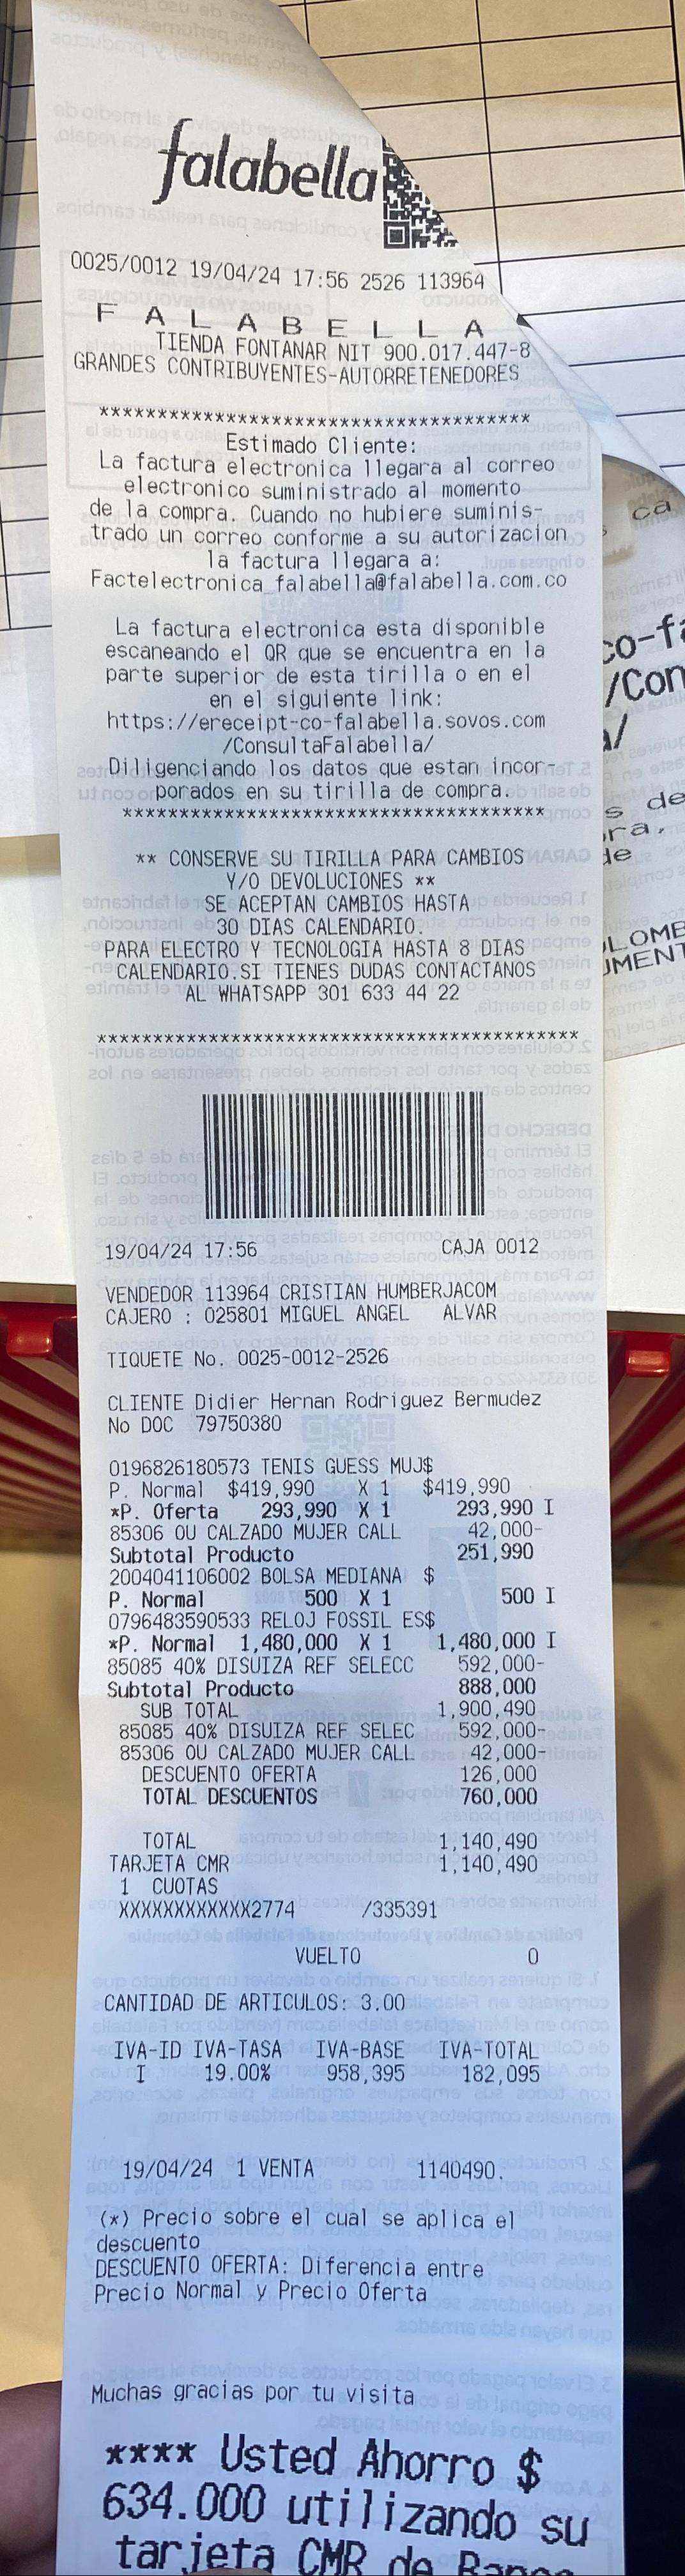 falabella
0025/0012 19/04/24 17:56 2526 113964
F A L A B E L L A
TIENDA FONTANAR NIT 900.017.447-8
GRANDES CONTRIBUYENTES-AUTORRETENEDORES
*************************************
Estimado Cliente:
La factura electronica llegara al correo
electronico suministrado al momento
de la compra. Cuando no hubiere suminis-
trado un correo conforme a su autorizacion
la factura llegara a:
Factelectronica_falabella@falabella.com.co
La factura electronica esta disponible
escaneando el QR que se encuentra en la
parte superior de esta tirilla o en el
en el siguiente link:
https://ereceipt-co-falabella.sovos.com
/ConsultaFalabella/
Diligenciando los datos que estan incor-
porados en su tirilla de compra.
*************************************
** CONSERVE SU TIRILLA PARA CAMBIOS
Y/O DEVOLUCIONES **
SE ACEPTAN CAMBIOS HASTA
30 DIAS CALENDARIO.
PARA ELECTRO Y TECNOLOGIA HASTA 8 DIAS
CALENDARIO.SI TIENES DUDAS CONTACTANOS
AL WHATSAPP 301 633 44 22
******************************************
19/04/24 17:56 CAJA 0012
VENDEDOR 113964 CRISTIAN HUMBERJACOM
CAJERO : 025801 MIGUEL ANGEL ALVAR
TIQUETE No. 0025-0012-2526
CLIENTE Didier Hernan Rodriguez Bermudez
No DOC 79750380
0196826180573 TENIS GUESS MUJ$
P. Normal $419,990 X 1 $419,990
*P. Oferta 293,990 X 1 293,990 I
85306 OU CALZADO MUJER CALL 42,000-
Subtotal Producto 251,990
2004041106002 BOLSA MEDIANA $
P. Normal 500 X 1 500 I
0796483590533 RELOJ FOSSIL ES$
*P. Normal 1,480,000 X 1 1,480,000 I
85085 40% DISUIZA REF SELECC 592,000-
Subtotal Producto 888,000
SUB TOTAL 1,900,490
85085 40% DISUIZA REF SELEC 592,000-
85306 OU CALZADO MUJER CALL 42,000-
DESCUENTO OFERTA 126,000
TOTAL DESCUENTOS 760,000
TOTAL 1,140,490
TARJETA CMR 1,140,490
1 CUOTAS
XXXXXXXXXXXX2774 /335391
VUELTO 0
CANTIDAD DE ARTICULOS: 3.00
IVA-ID IVA-TASA IVA-BASE IVA-TOTAL
I 19.00% 958,395 182,095
19/04/24 1 VENTA 1140490.
(*) Precio sobre el cual se aplica el
descuento
DESCUENTO OFERTA: Diferencia entre
Precio Normal y Precio Oferta
Muchas gracias por tu visita
**** Usted Ahorro $
634.000 utilizando su
tarjeta CMR de